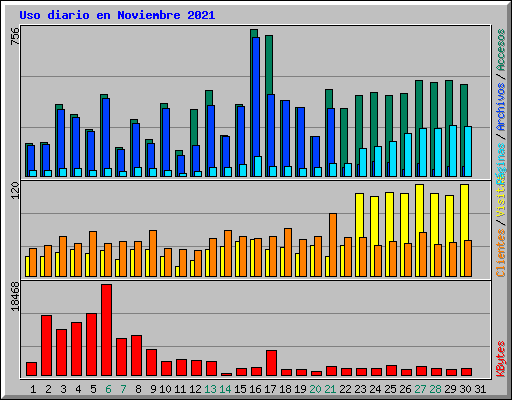 Uso diario en Noviembre 2021
756
120
18468
Accesos
/
Archivos
/
Páginas
Visitas
/
Clientes
KBytes
1 2 3 4 5 6 7 8 9 10 11 12 13 14 15 16 17 18 19 20 21 22 23 24 25 26 27 28 29 30 31